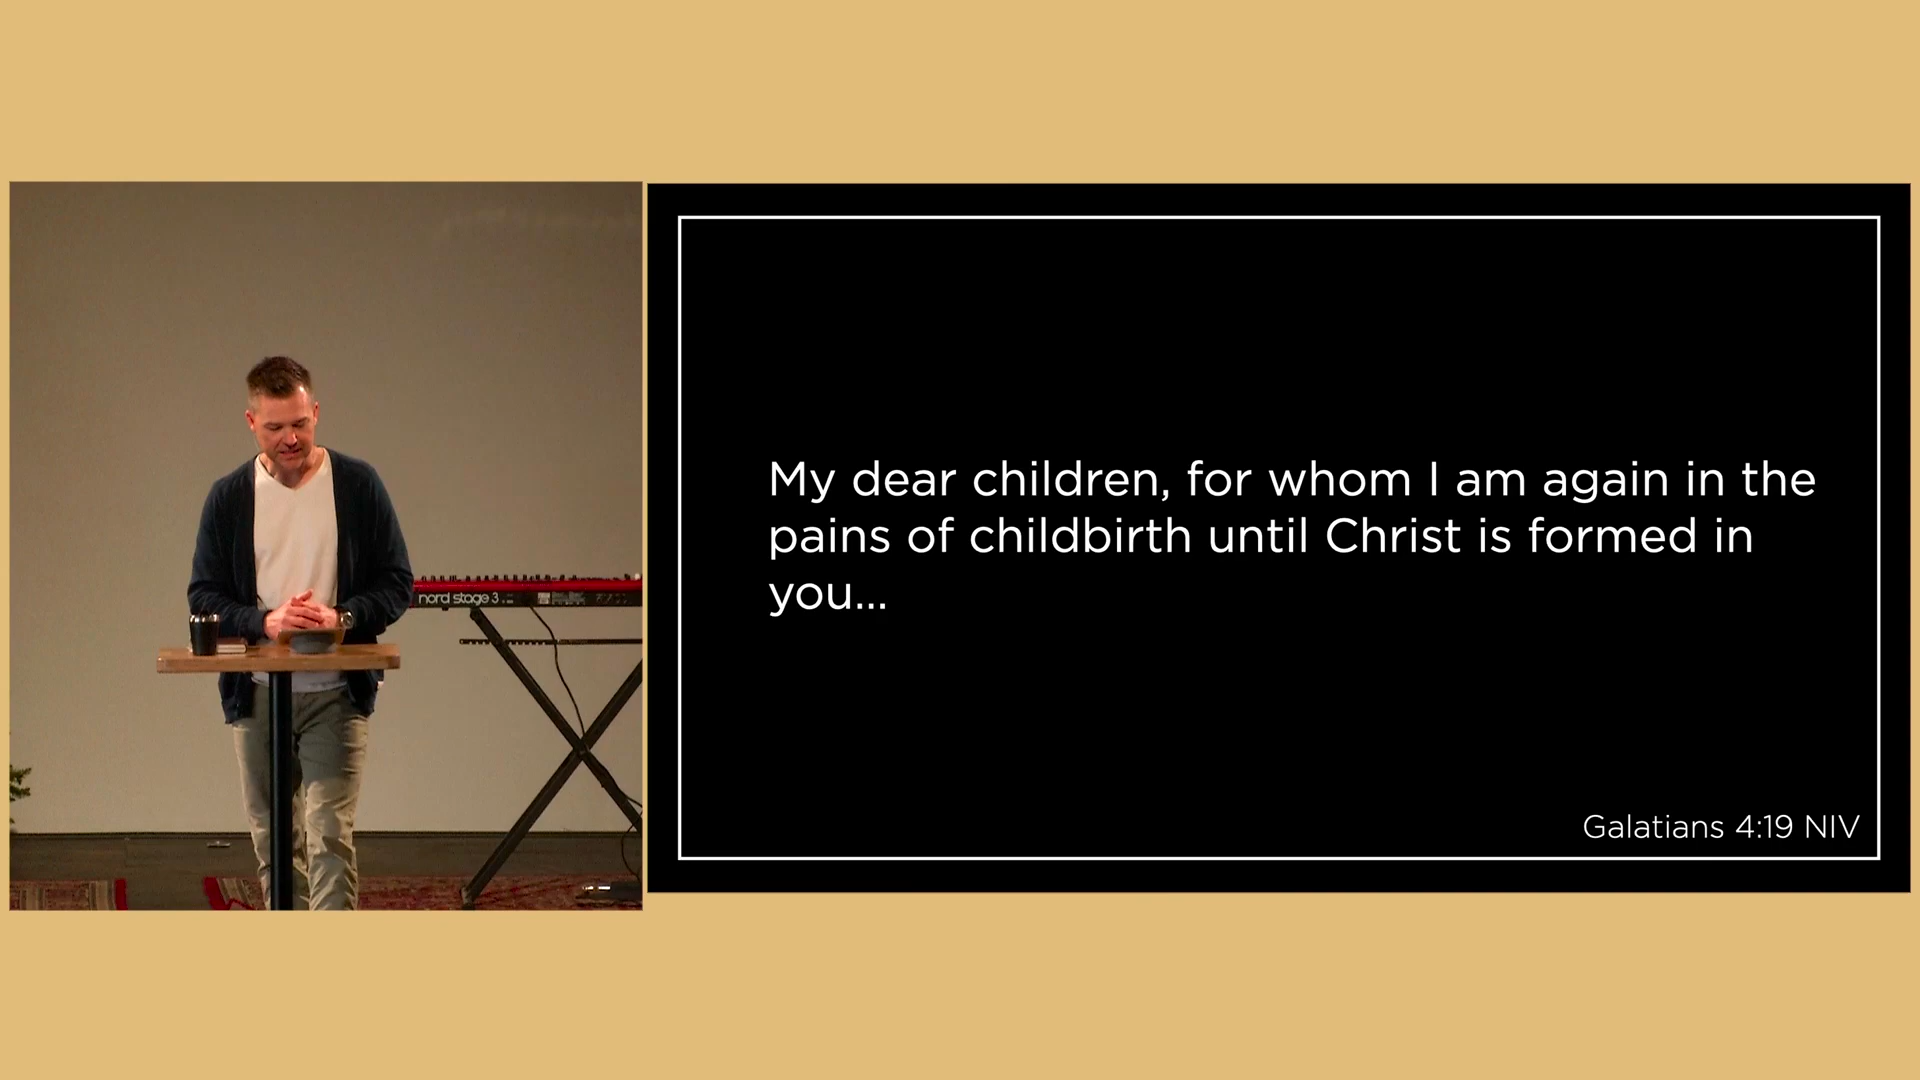 nord stage 3
My dear children, for whom I am again in the
pains of childbirth until Christ is formed in
you...
Galatians 4:19 NIV